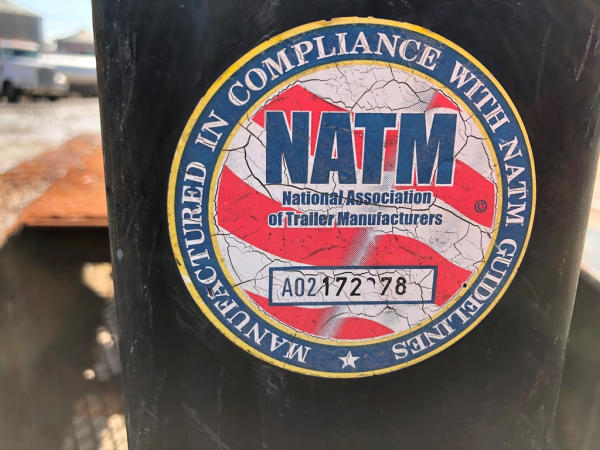 MANUFACTURED IN COMPLIANCE WITH NATM GUIDELINES
NATM
National Association
of Trailer Manufacturers
©